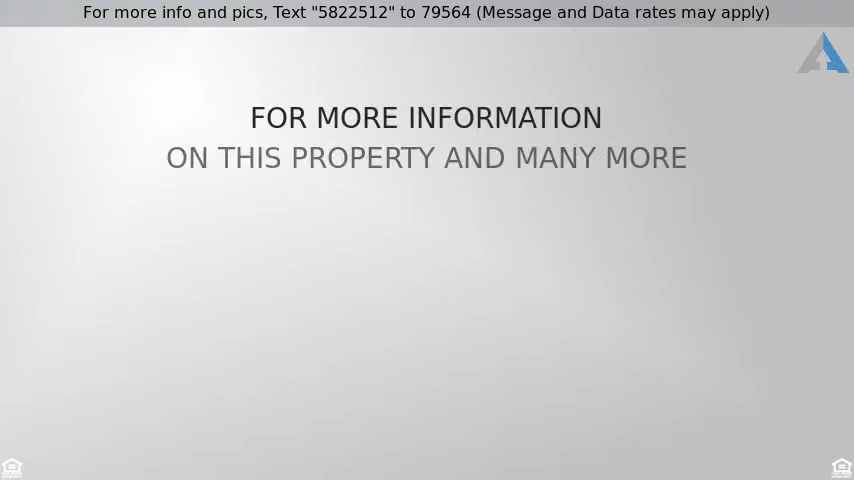 For more info and pics, Text "5822512" to 79564 (Message and Data rates may apply)
FOR MORE INFORMATION
ON THIS PROPERTY AND MANY MORE